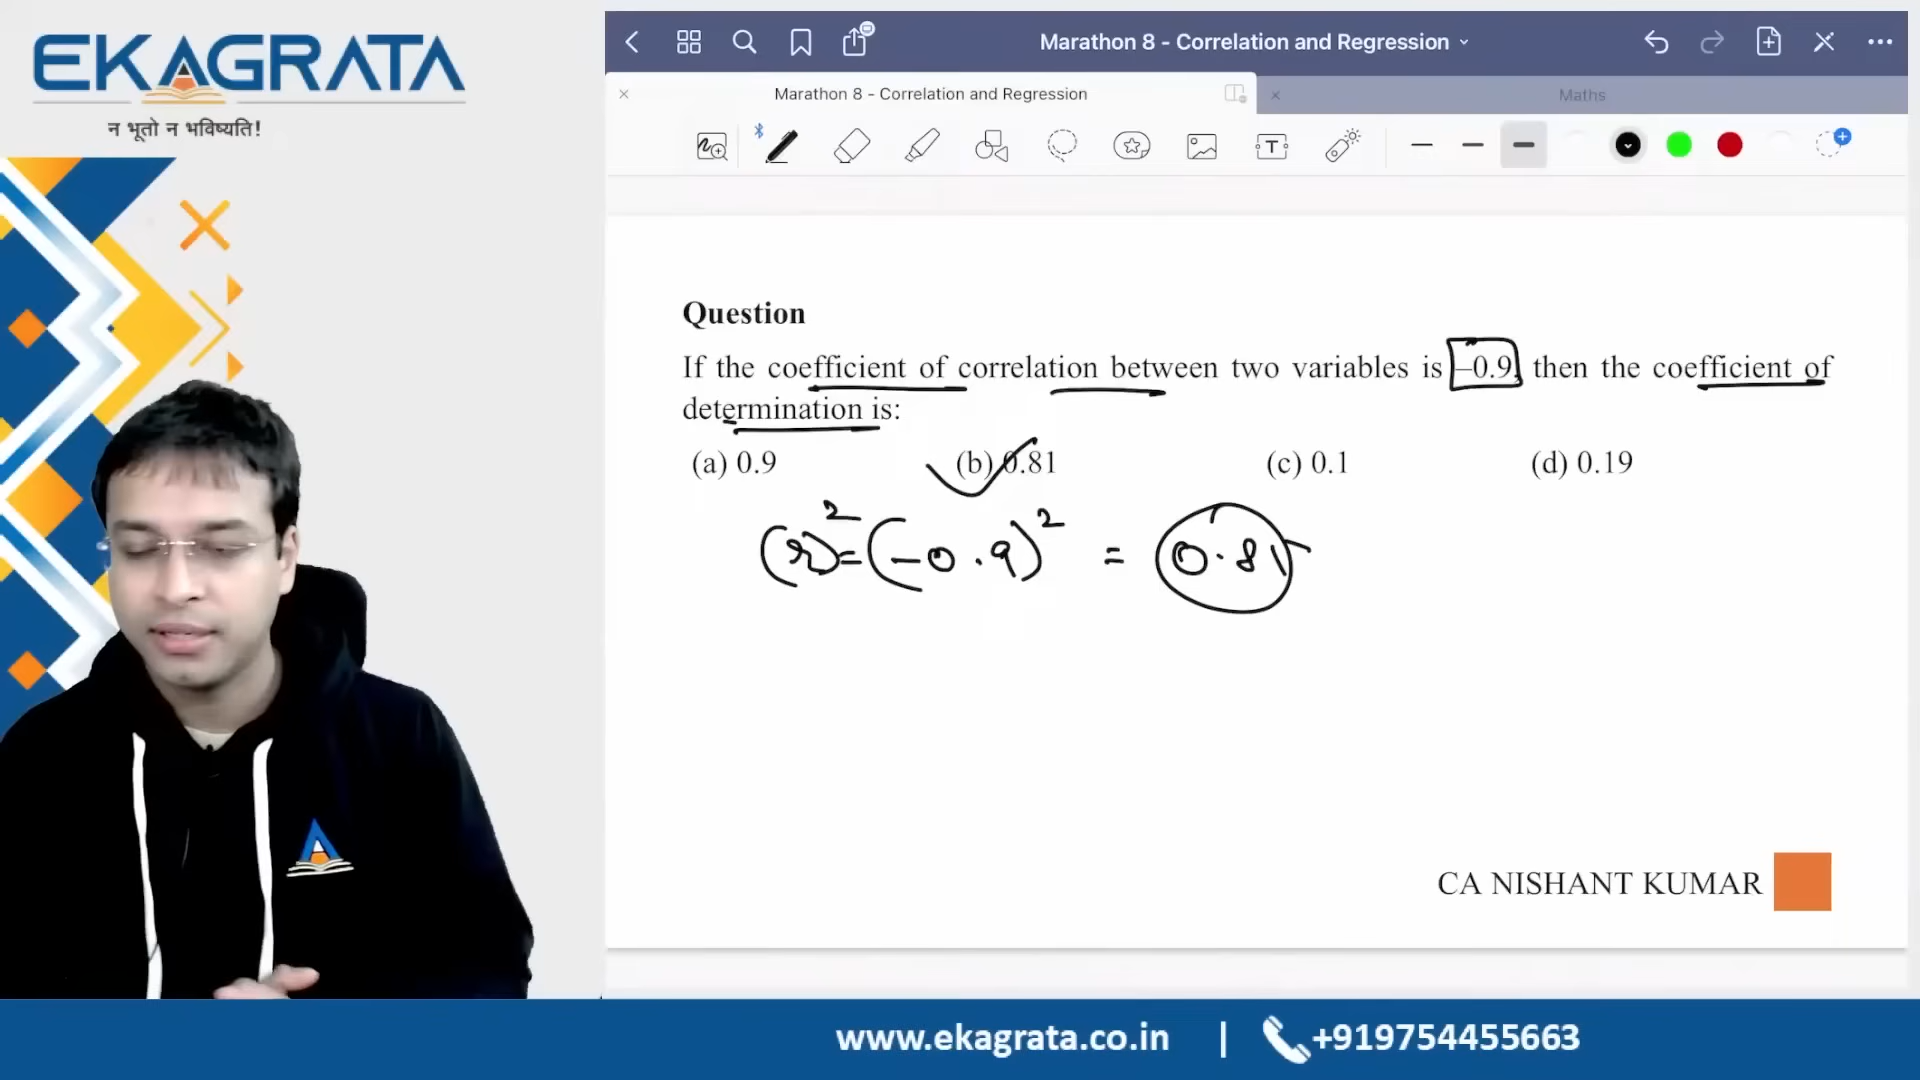 EKAGRATA
न भूतो न भविष्यति!
Marathon 8 - Correlation and Regression
Marathon 8 - Correlation and Regression
Maths
Question
If the coefficient of correlation between two variables is –0.9, then the coefficient of
determination is:
(a) 0.9 (b) 0.81 (c) 0.1 (d) 0.19
(r)² = (-0.9)² = 0.81
CA NISHANT KUMAR
www.ekagrata.co.in | +919754455663